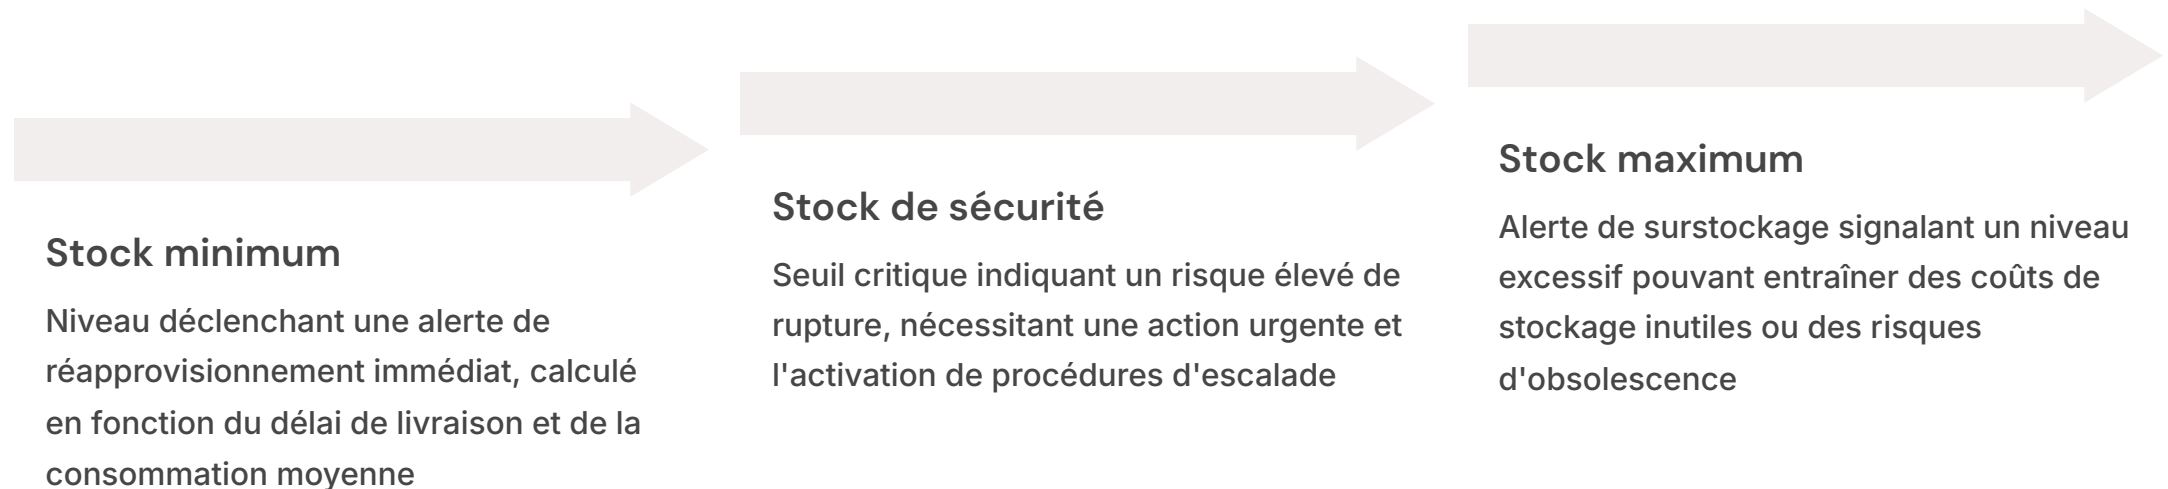 Stock minimum
Niveau déclenchant une alerte de
réapprovisionnement immédiat, calculé
en fonction du délai de livraison et de la
consommation moyenne
Stock de sécurité
Seuil critique indiquant un risque élevé de
rupture, nécessitant une action urgente et
l'activation de procédures d'escalade
Stock maximum
Alerte de surstockage signalant un niveau
excessif pouvant entraîner des coûts de
stockage inutiles ou des risques
d'obsolescence